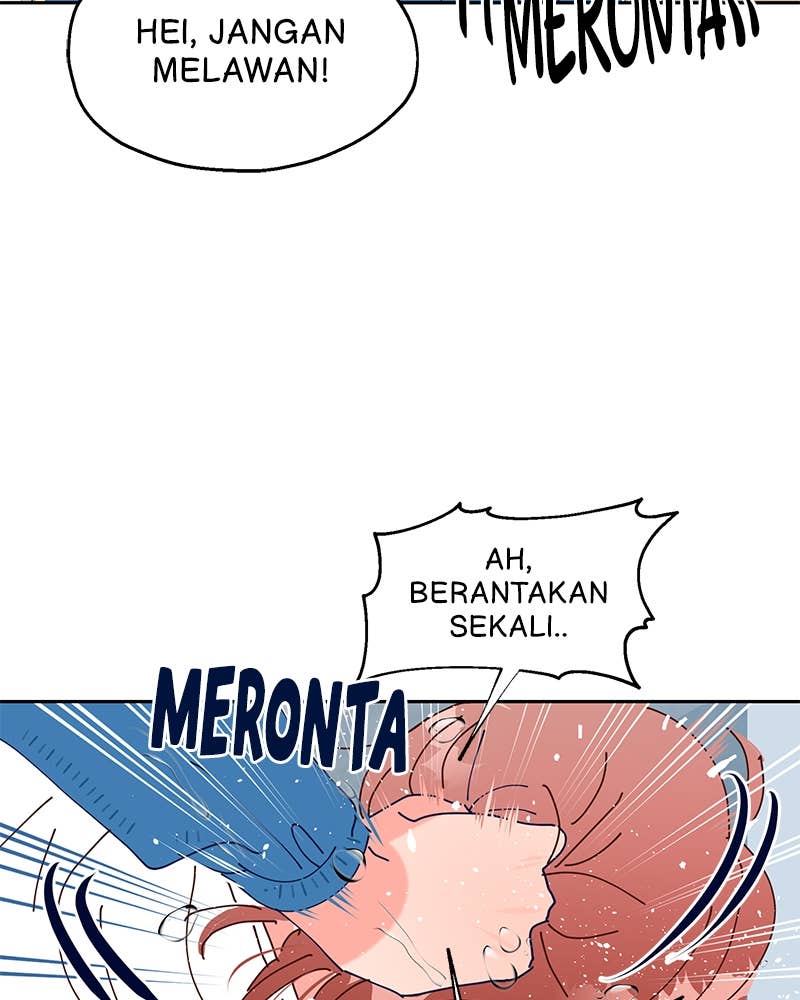 HEI, JANGAN
MELAWAN!
MERONTA
AH,
BERANTAKAN
SEKALI..
MERONTA